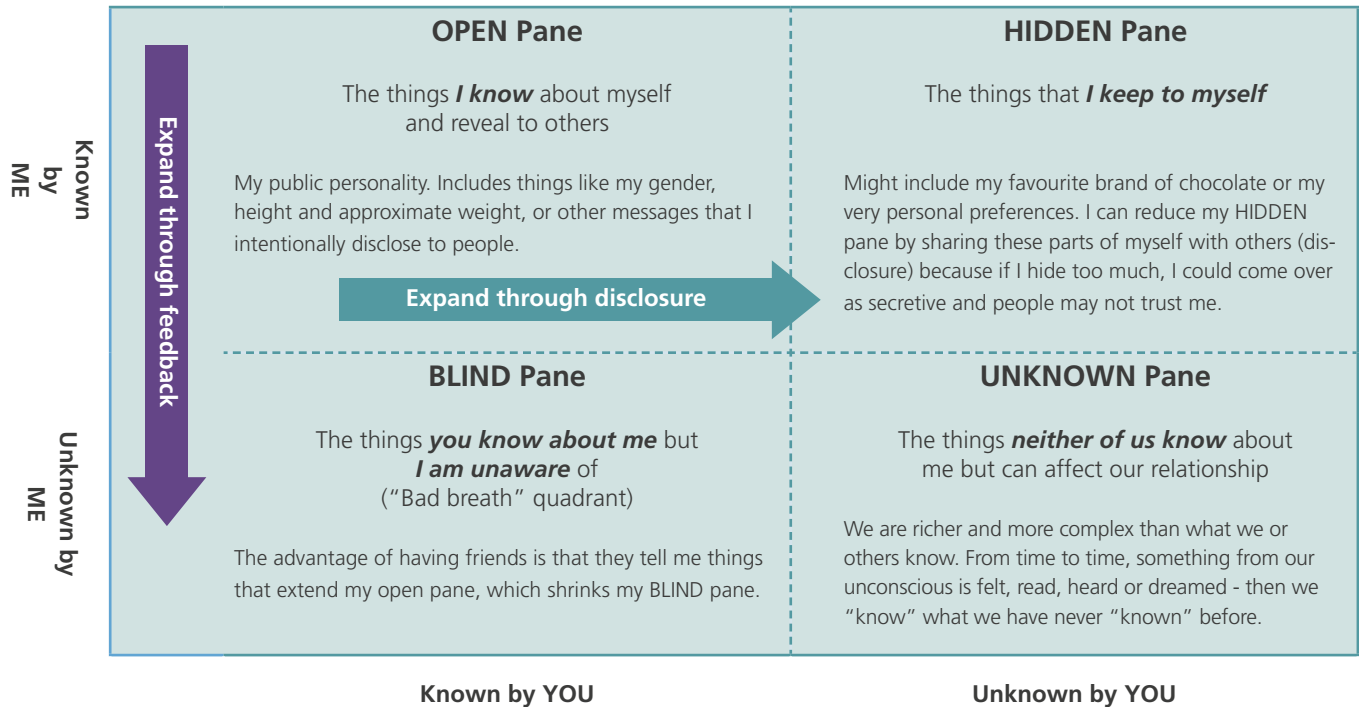 OPEN Pane
The things I know about myself
and reveal to others
My public personality. Includes things like my gender,
height and approximate weight, or other messages that I
intentionally disclose to people.
HIDDEN Pane
The things that I keep to myself
Might include my favourite brand of chocolate or my
very personal preferences. I can reduce my HIDDEN
pane by sharing these parts of myself with others (dis-
closure) because if I hide too much, I could come over
as secretive and people may not trust me.
Known
by
ME
Expand through feedback
Expand through disclosure
BLIND Pane
The things you know about me but
I am unaware of
(“Bad breath” quadrant)
The advantage of having friends is that they tell me things
that extend my open pane, which shrinks my BLIND pane.
UNKNOWN Pane
The things neither of us know about
me but can affect our relationship
We are richer and more complex than what we or
others know. From time to time, something from our
unconscious is felt, read, heard or dreamed - then we
“know” what we have never “known” before.
Unknown by
ME
Known by YOU
Unknown by YOU